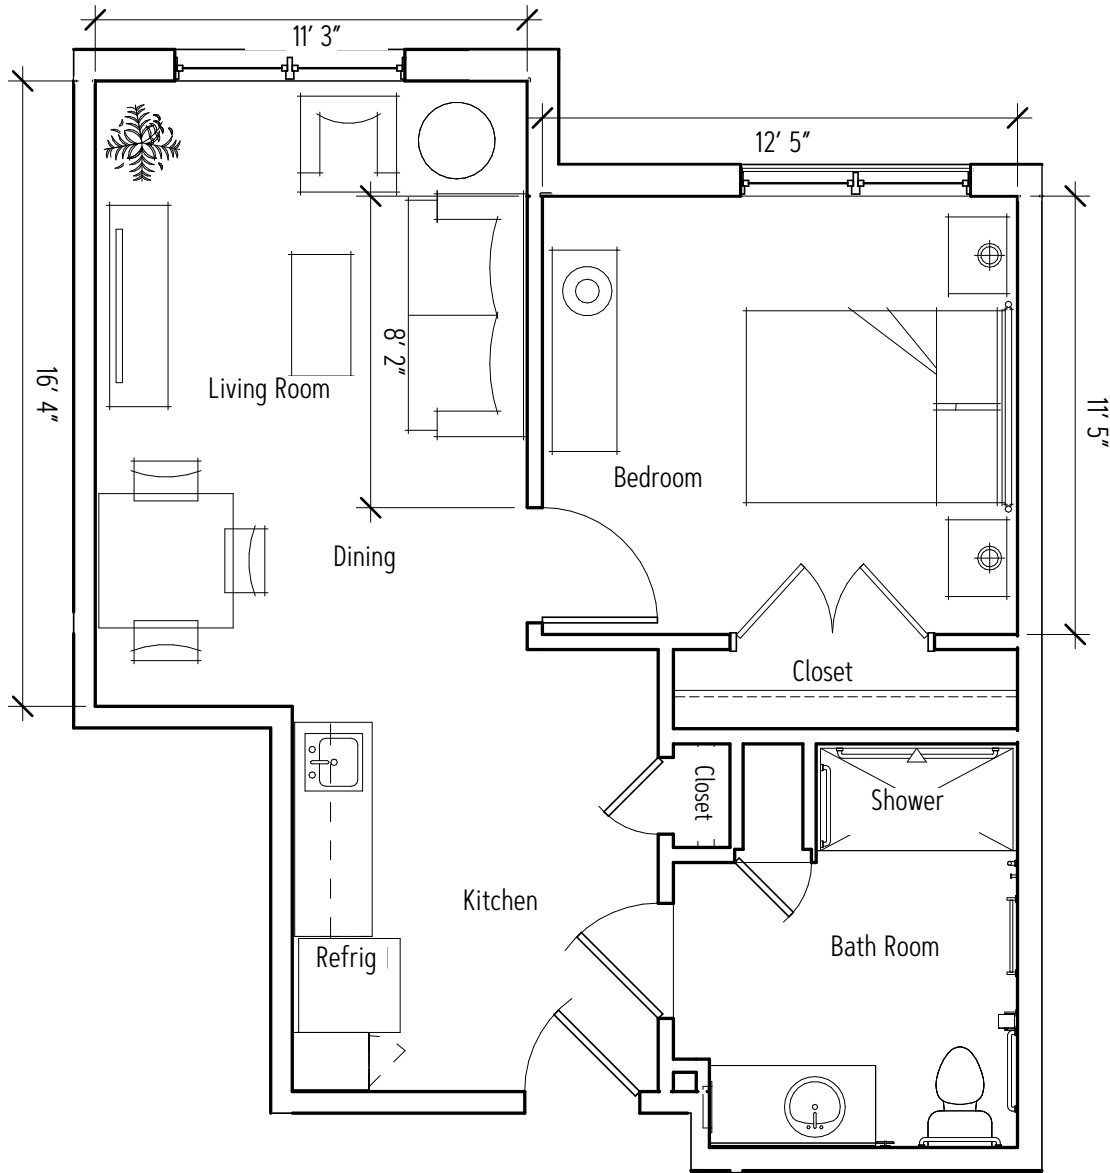 11' 3"
12' 5"
8' 2"
16' 4"
Living Room
11' 5"
Bedroom
Dining
Closet
Closet
Shower
Kitchen
Bath Room
Refrig